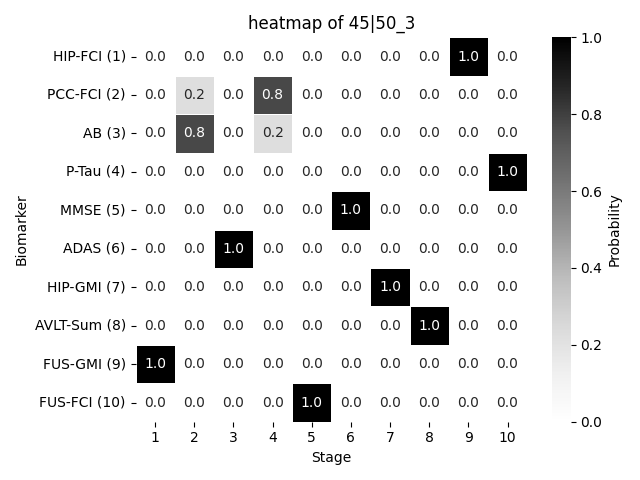 heatmap of 45|50_3
HIP-FCI (1) 0.0 0.0 0.0 0.0 0.0 0.0 0.0 0.0 1.0 0.0
PCC-FCI (2) 0.0 0.2 0.0 0.8 0.0 0.0 0.0 0.0 0.0 0.0
AB (3) 0.0 0.8 0.0 0.2 0.0 0.0 0.0 0.0 0.0 0.0
P-Tau (4) 0.0 0.0 0.0 0.0 0.0 0.0 0.0 0.0 0.0 1.0
MMSE (5) 0.0 0.0 0.0 0.0 0.0 1.0 0.0 0.0 0.0 0.0
ADAS (6) 0.0 0.0 1.0 0.0 0.0 0.0 0.0 0.0 0.0 0.0
HIP-GMI (7) 0.0 0.0 0.0 0.0 0.0 0.0 1.0 0.0 0.0 0.0
AVLT-Sum (8) 0.0 0.0 0.0 0.0 0.0 0.0 0.0 1.0 0.0 0.0
FUS-GMI (9) 1.0 0.0 0.0 0.0 0.0 0.0 0.0 0.0 0.0 0.0
FUS-FCI (10) 0.0 0.0 0.0 0.0 1.0 0.0 0.0 0.0 0.0 0.0
1 2 3 4 5 6 7 8 9 10
Stage
Biomarker
1.0
0.8
0.6
0.4
0.2
0.0
Probability